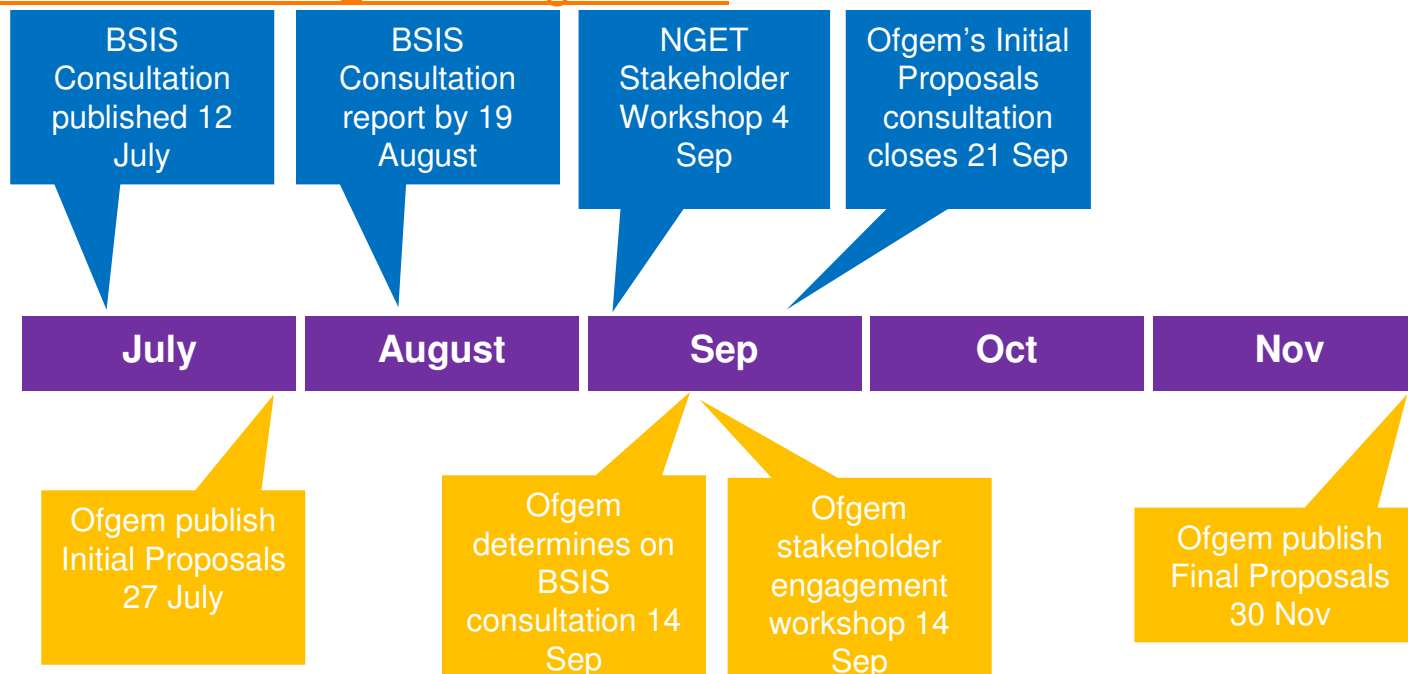 BSIS
Consultation
published 12
July
BSIS
Consultation
report by 19
August
NGET
Stakeholder
Workshop 4
Sep
Ofgem’s Initial
Proposals
consultation
closes 21 Sep
July
August
Sep
Oct
Nov
Ofgem publish
Initial Proposals
27 July
Ofgem
determines on
BSIS
consultation 14
Sep
Ofgem
stakeholder
engagement
workshop 14
Sep
Ofgem publish
Final Proposals
30 Nov